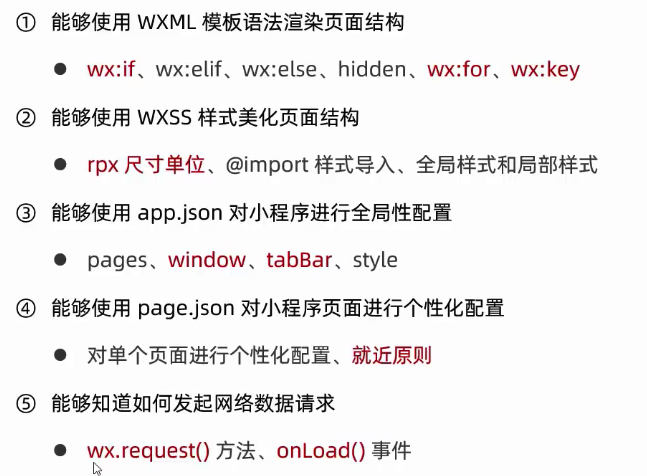 ① 能够使用 WXML 模板语法渲染页面结构
● wx:if、wx:elif、wx:else、hidden、wx:for、wx:key
② 能够使用 WXSS 样式美化页面结构
● rpx 尺寸单位、@import 样式导入、全局样式和局部样式
③ 能够使用 app.json 对小程序进行全局性配置
● pages、window、tabBar、style
④ 能够使用 page.json 对小程序页面进行个性化配置
● 对单个页面进行个性化配置、就近原则
⑤ 能够知道如何发起网络数据请求
● wx.request() 方法、onLoad() 事件